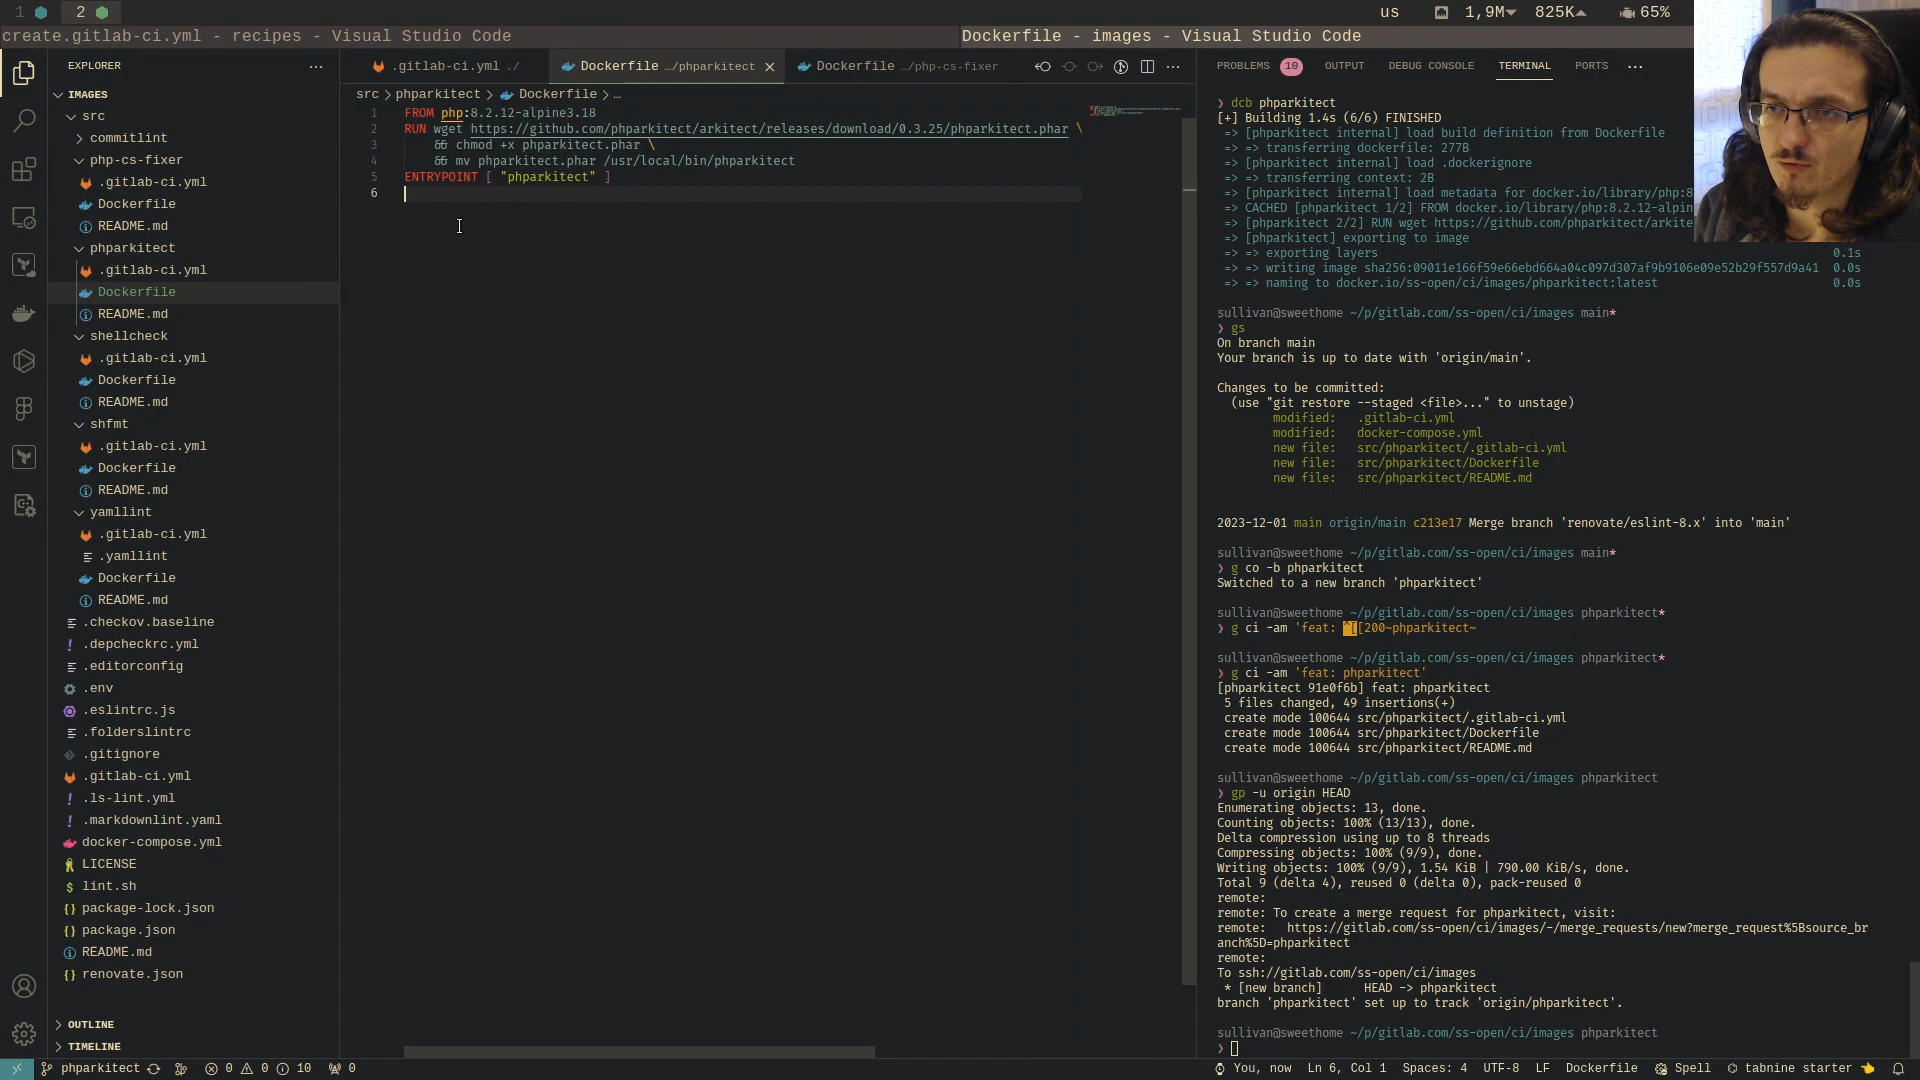 1 2 us 1,9M 825K 65%
create.gitlab-ci.yml - recipes - Visual Studio Code
Dockerfile - images - Visual Studio Code
EXPLORER
IMAGES
src
commitlint
php-cs-fixer
.gitlab-ci.yml
Dockerfile
README.md
phparkitect
.gitlab-ci.yml
Dockerfile
README.md
shellcheck
.gitlab-ci.yml
Dockerfile
README.md
shfmt
.gitlab-ci.yml
Dockerfile
README.md
yamllint
.gitlab-ci.yml
.yamllint
Dockerfile
README.md
.checkov.baseline
.depcheckrc.yml
.editorconfig
.env
.eslintrc.js
.folderslintrc
.gitignore
.gitlab-ci.yml
.ls-lint.yml
.markdownlint.yaml
docker-compose.yml
LICENSE
lint.sh
package-lock.json
package.json
README.md
renovate.json
OUTLINE
TIMELINE
.gitlab-ci.yml ./ Dockerfile .../phparkitect Dockerfile .../php-cs-fixer
src > phparkitect > Dockerfile > ...
1 FROM php:8.2.12-alpine3.18
2 RUN wget https://github.com/phparkitect/arkitect/releases/download/0.3.25/phparkitect.phar \
3 && chmod +x phparkitect.phar \
4 && mv phparkitect.phar /usr/local/bin/phparkitect
5 ENTRYPOINT [ "phparkitect" ]
6
PROBLEMS 10 OUTPUT DEBUG CONSOLE TERMINAL PORTS
❯ dcb phparkitect
[+] Building 1.4s (6/6) FINISHED
=> [phparkitect internal] load build definition from Dockerfile
=> => transferring dockerfile: 277B
=> [phparkitect internal] load .dockerignore
=> => transferring context: 2B
=> [phparkitect internal] load metadata for docker.io/library/php:8
=> CACHED [phparkitect 1/2] FROM docker.io/library/php:8.2.12-alpin
=> [phparkitect 2/2] RUN wget https://github.com/phparkitect/arkite
=> [phparkitect] exporting to image
=> => exporting layers 0.1s
=> => writing image sha256:09011e166f59e66ebd664a04c097d307af9b9106e09e52b29f557d9a41 0.0s
=> => naming to docker.io/ss-open/ci/images/phparkitect:latest 0.0s
sullivan@sweethome ~/p/gitlab.com/ss-open/ci/images main*
❯ gs
On branch main
Your branch is up to date with 'origin/main'.
Changes to be committed:
(use "git restore --staged <file>..." to unstage)
modified: .gitlab-ci.yml
modified: docker-compose.yml
new file: src/phparkitect/.gitlab-ci.yml
new file: src/phparkitect/Dockerfile
new file: src/phparkitect/README.md
2023-12-01 main origin/main c213e17 Merge branch 'renovate/eslint-8.x' into 'main'
sullivan@sweethome ~/p/gitlab.com/ss-open/ci/images main*
❯ g co -b phparkitect
Switched to a new branch 'phparkitect'
sullivan@sweethome ~/p/gitlab.com/ss-open/ci/images phparkitect*
❯ g ci -am 'feat: ^[[200~phparkitect~
sullivan@sweethome ~/p/gitlab.com/ss-open/ci/images phparkitect*
❯ g ci -am 'feat: phparkitect'
[phparkitect 91e0f6b] feat: phparkitect
5 files changed, 49 insertions(+)
create mode 100644 src/phparkitect/.gitlab-ci.yml
create mode 100644 src/phparkitect/Dockerfile
create mode 100644 src/phparkitect/README.md
sullivan@sweethome ~/p/gitlab.com/ss-open/ci/images phparkitect
❯ gp -u origin HEAD
Enumerating objects: 13, done.
Counting objects: 100% (13/13), done.
Delta compression using up to 8 threads
Compressing objects: 100% (9/9), done.
Writing objects: 100% (9/9), 1.54 KiB | 790.00 KiB/s, done.
Total 9 (delta 4), reused 0 (delta 0), pack-reused 0
remote:
remote: To create a merge request for phparkitect, visit:
remote: https://gitlab.com/ss-open/ci/images/-/merge_requests/new?merge_request%5Bsource_br
anch%5D=phparkitect
remote:
To ssh://gitlab.com/ss-open/ci/images
* [new branch] HEAD -> phparkitect
branch 'phparkitect' set up to track 'origin/phparkitect'.
sullivan@sweethome ~/p/gitlab.com/ss-open/ci/images phparkitect
❯
phparkitect 0 0 10 0 You, now Ln 6, Col 1 Spaces: 4 UTF-8 LF Dockerfile Spell tabnine starter